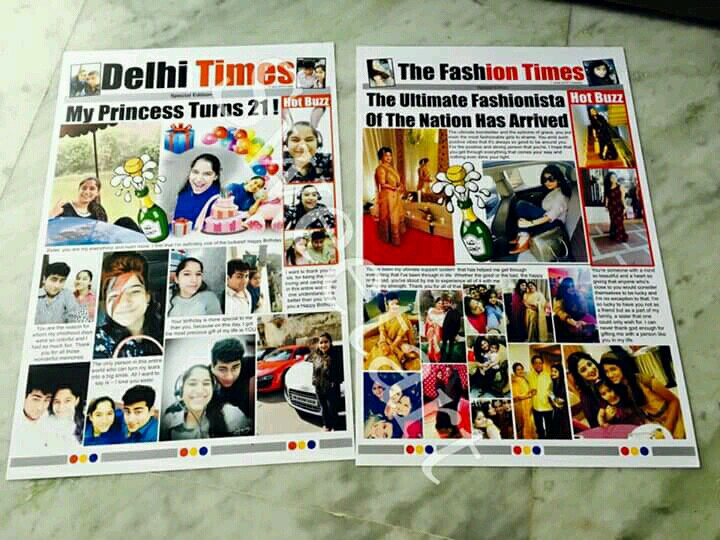 Delhi Times
Special Edition
My Princess Turns 21!
Hot Buzz
Sister, you are my everything and even more. I feel that I'm definitely one of the luckiest! Happy Birthday
You are the reason for
whom my childhood days
were so colorful and I
had so much fun. Thank
you for all those
wonderful memories.
Your birthday is more special to me
than you, because on this day, I got
the most precious gift of my life is YOU
The only person in this entire
world who can turn my tears
into a big smile. All I want to
say is – I love you sister.
I want to thank you
sis, for being the most
loving and caring
in this entire world
one understands me
better than you. Wish
you a Happy Birthday
The Fashion Times
The Ultimate Fashionista
Of The Nation Has Arrived
Hot Buzz
The ultimate trendsetter and the epitome of grace, you put
even the most fashionable girls to shame. You emit such
positive vibes that it's always so good to be around you.
I'm the positive and strong person that you're, I hope that
you get through everything that comes your way and
nothing ever dims your light.
You've been my ultimate support system that has helped me get through
everything that I've been through in life. Whether the good or the bad, the happy
or the sad, you've stood by me to experience all of it with me
being my strength. Thank you for all of that
You're someone with a mind
so beautiful and a heart so
giving that anyone who's
close to you would consider
themselves to be lucky and
I'm no exception to that. I'm
so lucky to have you not as
a friend but as a part of my
family, a sister that one
could only wish for. I can
never thank god enough for
gifting me with a person like
you in my life.